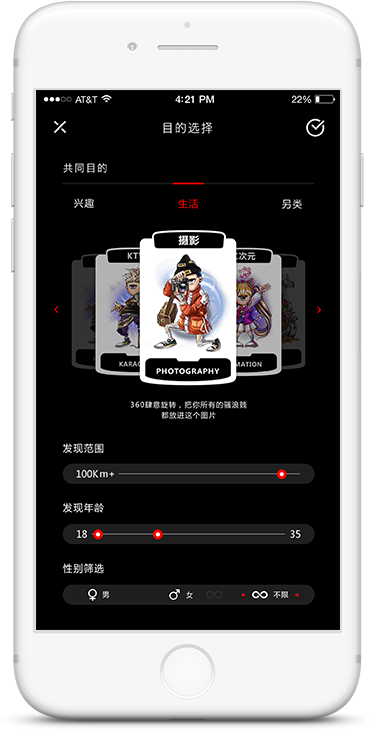 AT&T 4:21 PM 22%
目的选择
共同目的
兴趣 生活 另类
摄影
KT 次元
KARAO PHOTOGRAPHY MATION
360肆意旋转，把你所有的骚浪贱
都放进这个图片
发现范围
100Km+
发现年龄
18 35
性别筛选
男 女 不限